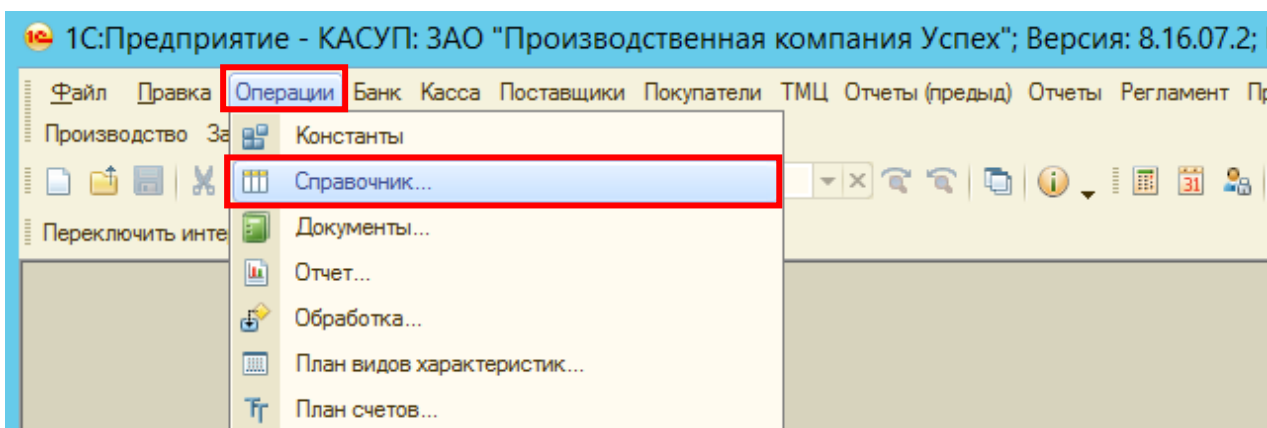 1С:Предприятие - КАСУП: ЗАО "Производственная компания Успех"; Версия: 8.16.07.2;
Файл Правка Операции Банк Касса Поставщики Покупатели ТМЦ Отчеты (предыд) Отчеты Регламент
Производство
Константы
Справочник...
Переключить
Документы...
Отчет...
Обработка...
План видов характеристик...
План счетов...